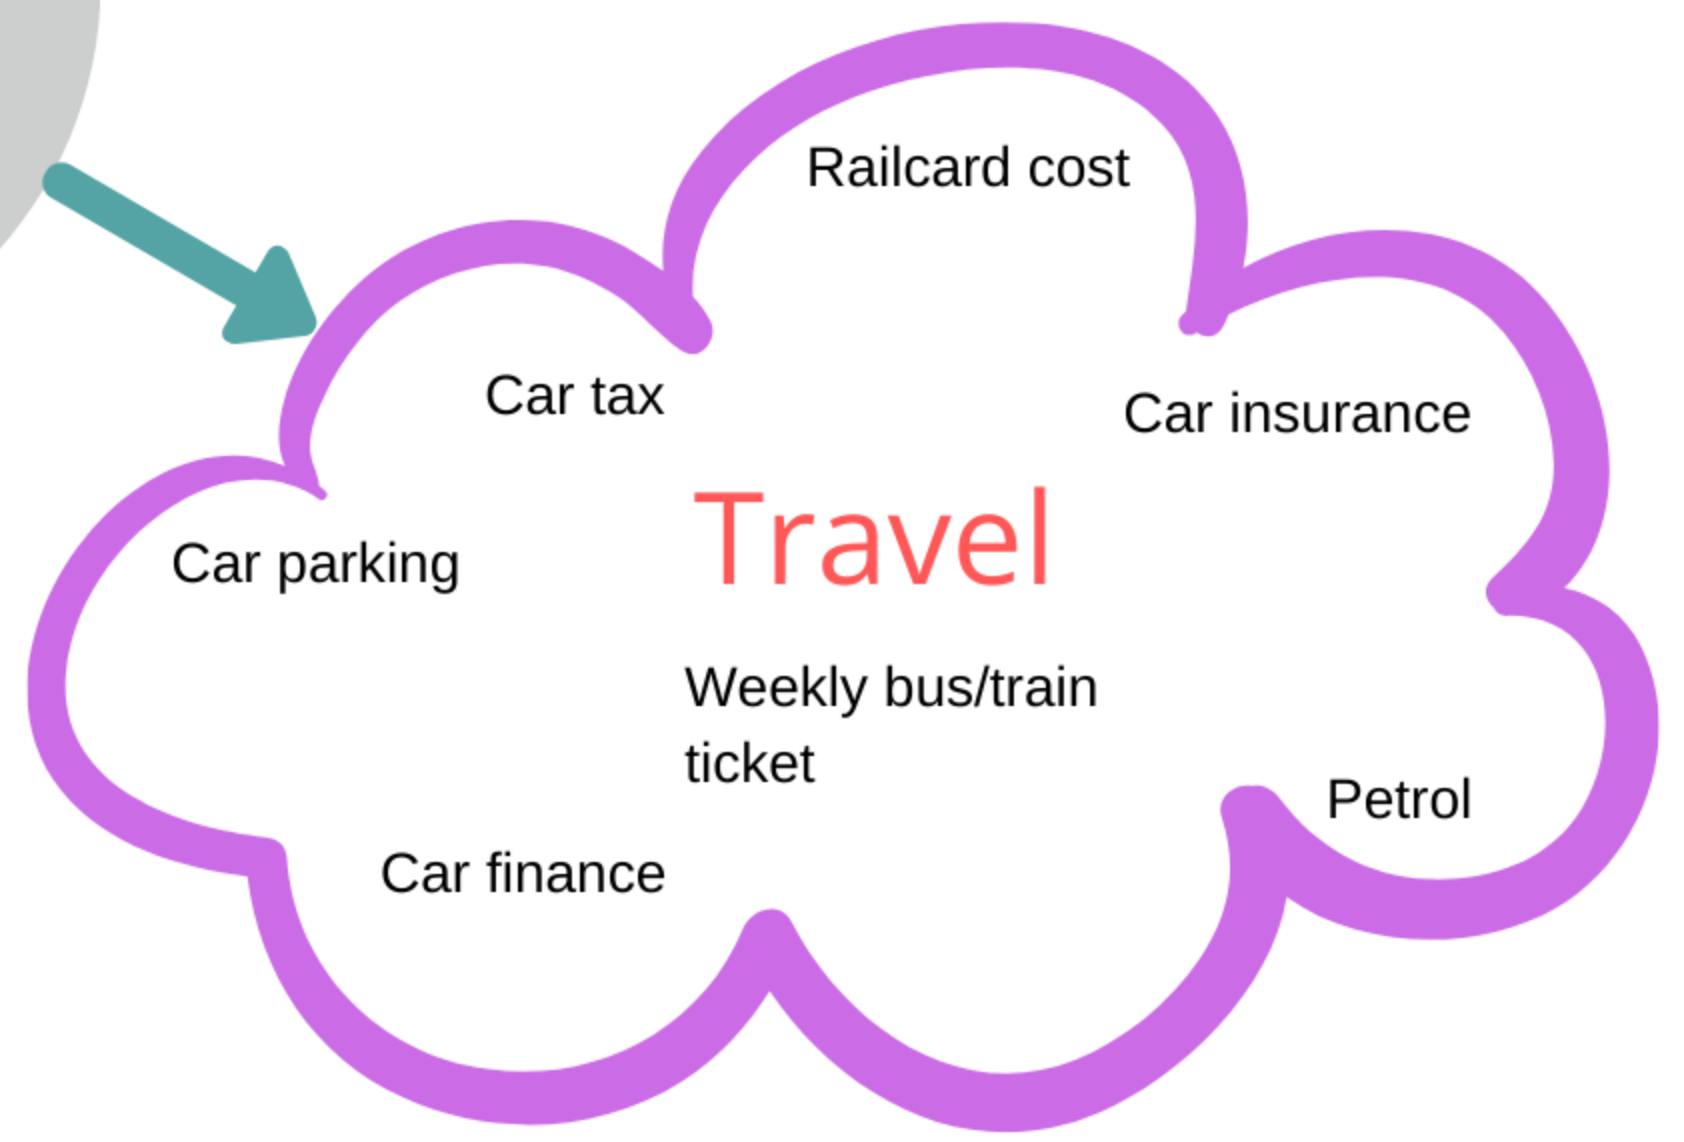 Railcard cost
Car tax
Car insurance
Travel
Car parking
Weekly bus/train
ticket
Petrol
Car finance